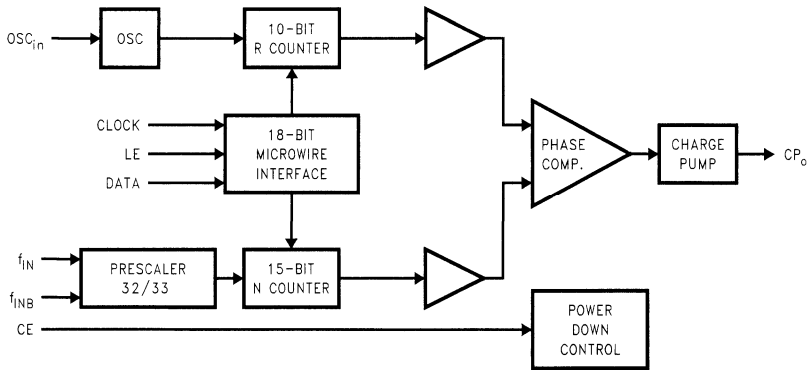 OSCin
OSC
10-BIT
R COUNTER
CLOCK
LE
DATA
18-BIT
MICROWIRE
INTERFACE
PHASE
COMP.
CHARGE
PUMP
CPo
fIN
fINB
PRESCALER
32/33
15-BIT
N COUNTER
CE
POWER
DOWN
CONTROL